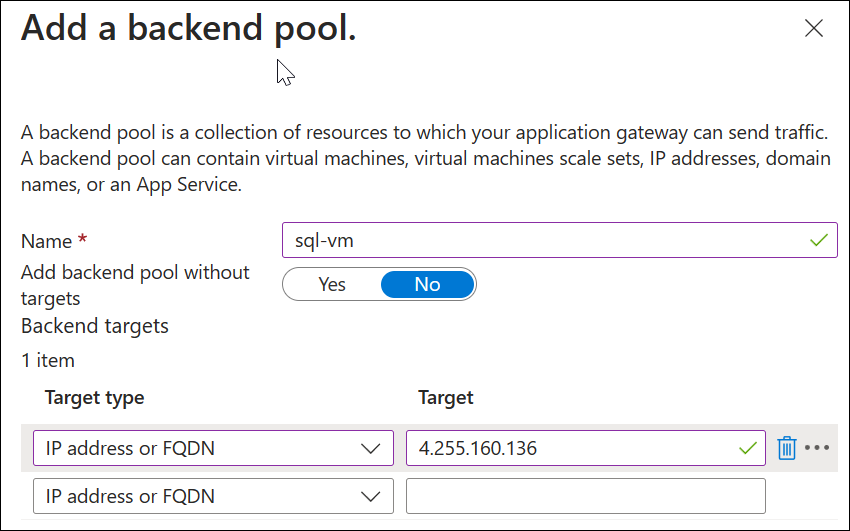 Add a backend pool.
A backend pool is a collection of resources to which your application gateway can send traffic.
A backend pool can contain virtual machines, virtual machines scale sets, IP addresses, domain
names, or an App Service.
Name *
sql-vm
Add backend pool without
targets
Yes
No
Backend targets
1 item
Target type
Target
IP address or FQDN
4.255.160.136
IP address or FQDN